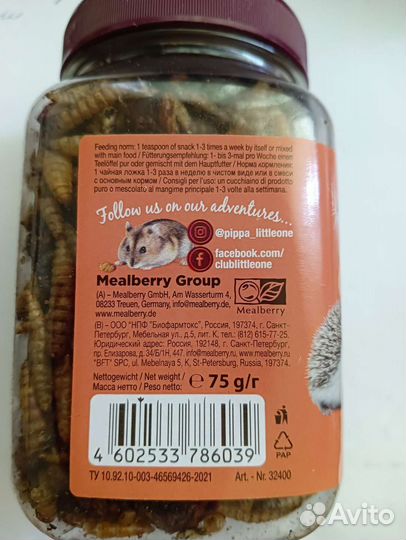 Feeding norm: 1 teaspoon of snack 1-3 times a week by itself or mixed
with main food / Fütterungsempfehlung: 1- bis 3-mal pro Woche einen
Teelöffel pur oder gemischt mit dem Hauptfutter / Норма кормления:
1 чайная ложка 1-3 раза в неделю в чистом виде или в смеси
с основным кормом / Consigli per l'uso: un cucchiaino di prodotto
puro o mescolato al mangime principale 1-3 volte alla settimana.
Follow us on our adventures...
@pippa_littleone
facebook.com/
clublittleone
Mealberry Group
(A) – Mealberry GmbH, Am Wasserturm 4,
08233 Treuen, Germany, info@mealberry.de,
www.mealberry.de
Mealberry
(B) – ООО "НПФ "Биофармтокс", Россия, 197374, г. Санкт-
Петербург, Мебельная ул., д.5, лит. К, тел.: (812) 615-77-25.
Юридический адрес: Россия, 192148, г. Санкт-Петербург,
пр. Елизарова, д.34/Б/1Н, 447, info@mealberry.ru, www.mealberry.ru
"BFT" SPC, ul. Mebelnaya 5, K, St-Petersburg, Russia, 197374.
Nettogewicht / Net weight /
Масса нетто / Peso netto:
℮ 75 g/г
4 602533 786039
PAP
ТУ 10.92.10-003-46569426-2021
Art. - Nr. 32400
Avito